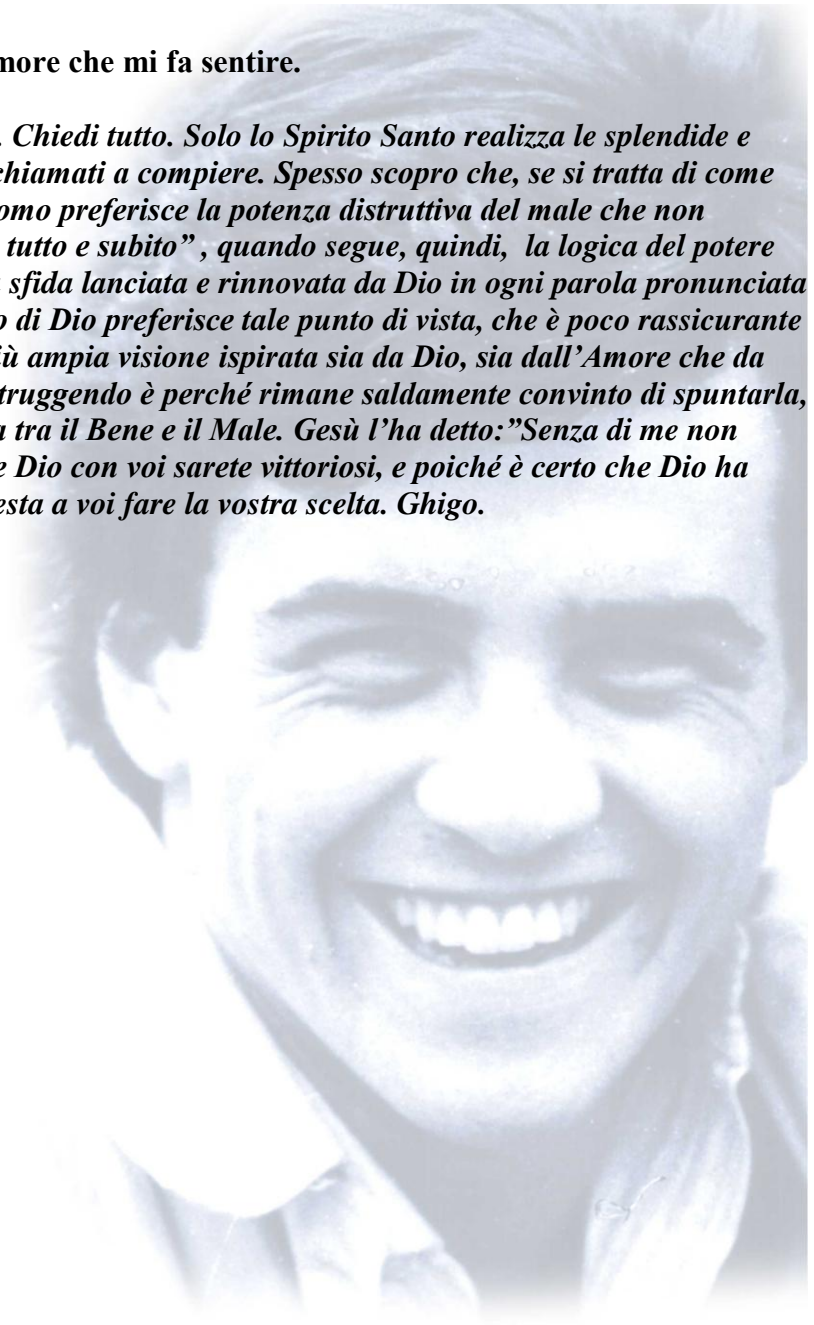 more che mi fa sentire.
. Chiedi tutto. Solo lo Spirito Santo realizza le splendide e
chiamati a compiere. Spesso scopro che, se si tratta di come
omo preferisce la potenza distruttiva del male che non
tutto e subito” , quando segue, quindi, la logica del potere
sfida lanciata e rinnovata da Dio in ogni parola pronunciata
o di Dio preferisce tale punto di vista, che è poco rassicurante
iù ampia visione ispirata sia da Dio, sia dall’Amore che da
truggendo è perché rimane saldamente convinto di spuntarla,
a tra il Bene e il Male. Gesù l’ha detto:”Senza di me non
e Dio con voi sarete vittoriosi, e poiché è certo che Dio ha
esta a voi fare la vostra scelta. Ghigo.